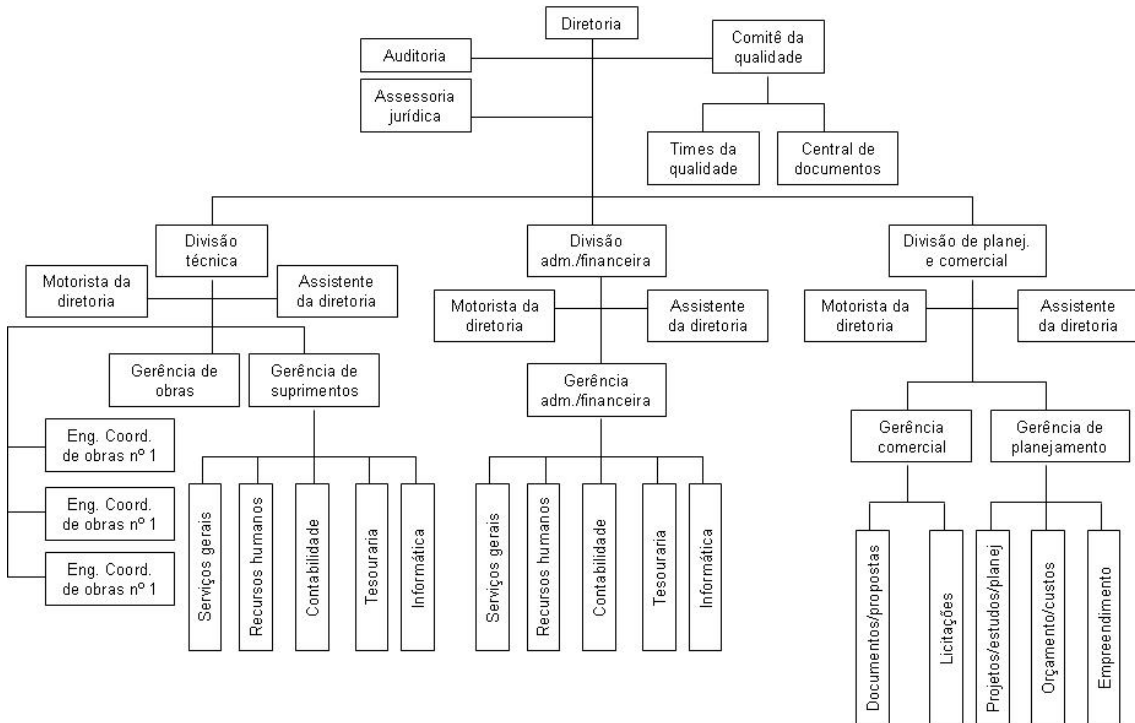 Diretoria
Auditoria
Comitê da
qualidade
Assessoria
jurídica
Times da
qualidade
Central de
documentos
Divisão
técnica
Motorista da
diretoria
Assistente
da diretoria
Gerência de
obras
Gerência de
suprimentos
Eng. Coord.
de obras nº 1
Eng. Coord.
de obras nº 1
Eng. Coord.
de obras nº 1
Serviços gerais
Recursos humanos
Contabilidade
Tesouraria
Informática
Divisão
adm./financeira
Motorista da
diretoria
Assistente
da diretoria
Gerência
adm./financeira
Serviços gerais
Recursos humanos
Contabilidade
Tesouraria
Informática
Divisão de planej.
e comercial
Motorista da
diretoria
Assistente
da diretoria
Gerência
comercial
Gerência de
planejamento
Documentos/propostas
Licitações
Projetos/estudos/planej
Orçamento/custos
Empreendimento